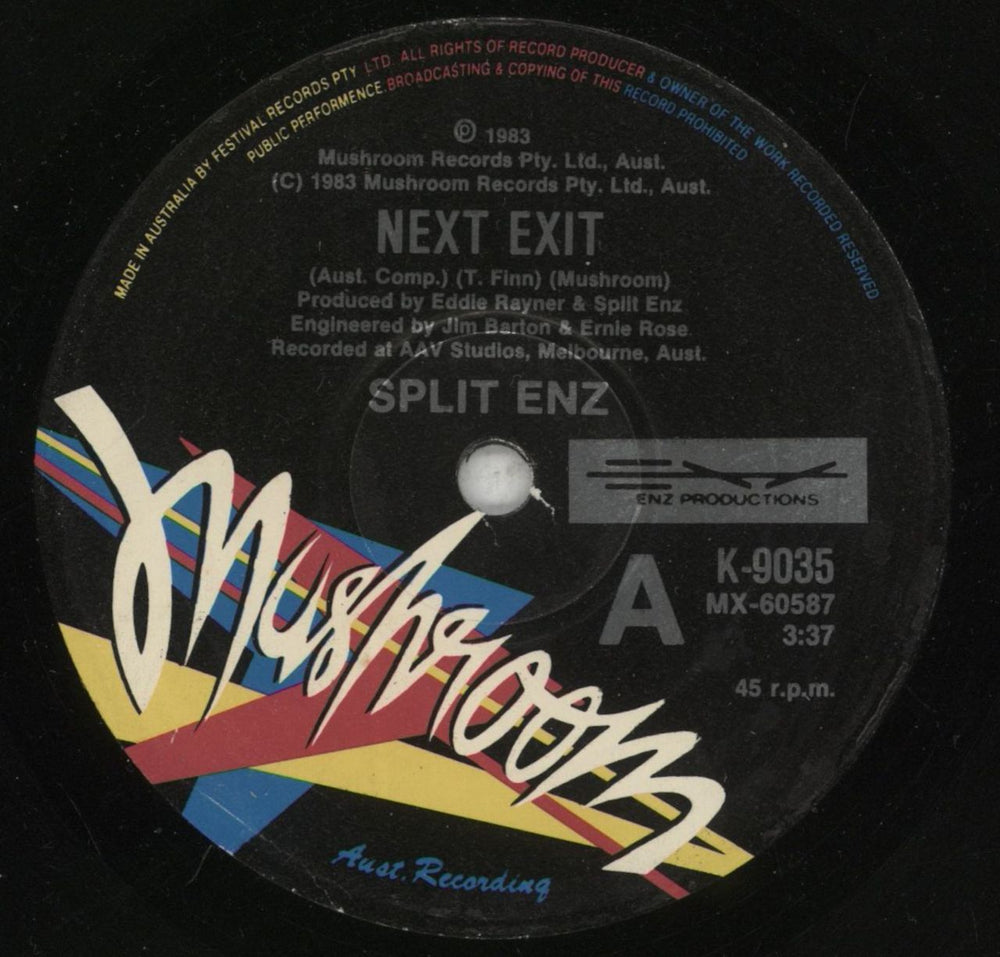 MADE IN AUSTRALIA BY FESTIVAL RECORDS PTY LTD ALL RIGHTS OF RECORD PRODUCER & OWNER OF THE WORK RECORDED RESERVED
PUBLIC PERFORMENCE BROADCASTING & COPYING OF THIS RECORD PROHIBITED
℗ 1983
Mushroom Records Pty. Ltd., Aust.
(C) 1983 Mushroom Records Pty. Ltd., Aust.
NEXT EXIT
(Aust. Comp.) (T. Finn) (Mushroom)
Produced by Eddie Rayner & Split Enz
Engineered by Jim Barton & Ernie Rose
Recorded at AAV Studios, Melbourne, Aust.
SPLIT ENZ
ENZ PRODUCTIONS
A
K-9035
MX-60587
3:37
45 r.p.m.
Mushroom
Aust. Recording